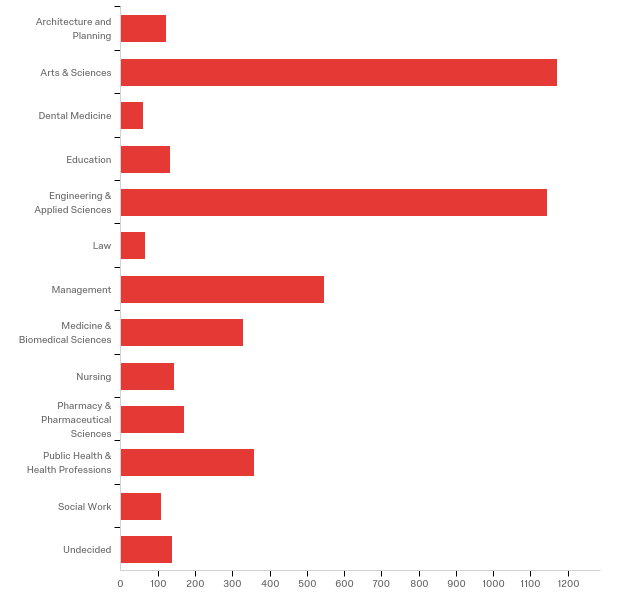 Architecture and
Planning
Arts & Sciences
Dental Medicine
Education
Engineering &
Applied Sciences
Law
Management
Medicine &
Biomedical Sciences
Nursing
Pharmacy &
Pharmaceutical
Sciences
Public Health &
Health Professions
Social Work
Undecided
0 100 200 300 400 500 600 700 800 900 1000 1100 1200